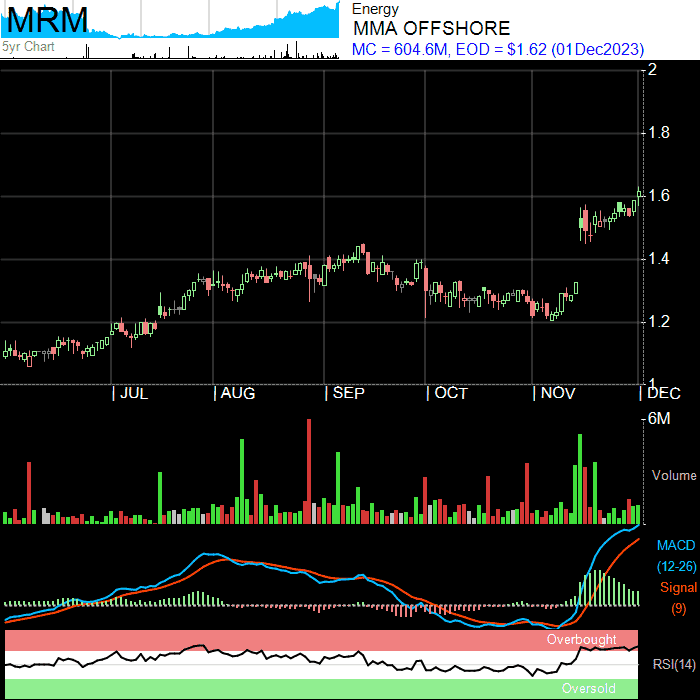 MRM
5yr Chart
Energy
MMA OFFSHORE
MC = 604.6M, EOD = $1.62 (01Dec2023)
2
1.8
1.6
1.4
1.2
1
JUL AUG SEP OCT NOV DEC
6M
Volume
MACD
(12-26)
Signal
(9)
Overbought
RSI(14)
Oversold